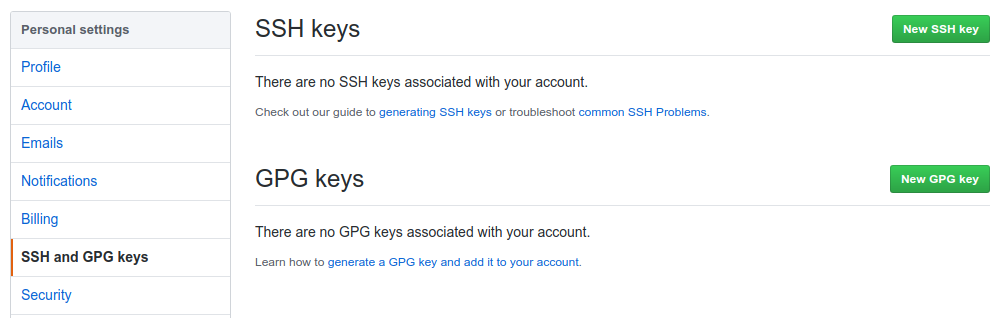 Personal settings
Profile
Account
Emails
Notifications
Billing
SSH and GPG keys
Security
SSH keys
New SSH key
There are no SSH keys associated with your account.
Check out our guide to generating SSH keys or troubleshoot common SSH Problems.
GPG keys
New GPG key
There are no GPG keys associated with your account.
Learn how to generate a GPG key and add it to your account.